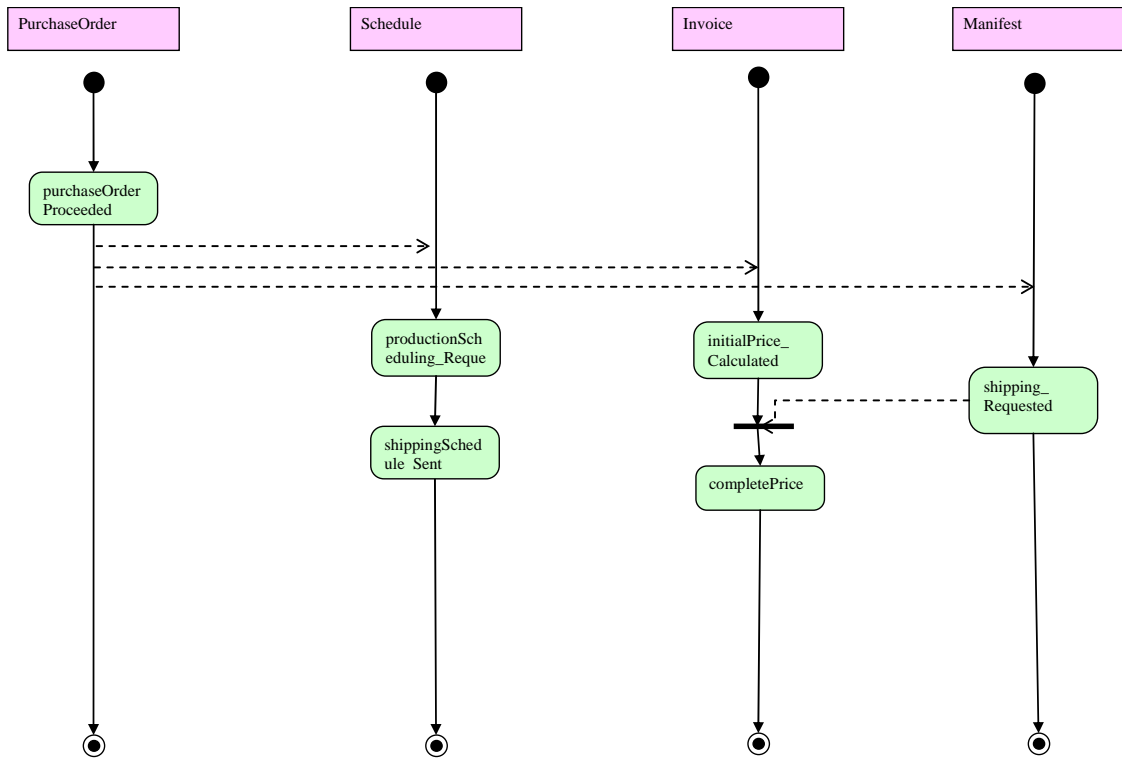 PurchaseOrder
Schedule
Invoice
Manifest
purchaseOrder
Proceeded
productionSch
eduling_Reque
initialPrice_
Calculated
shipping_
Requested
shippingSched
ule Sent
completePrice